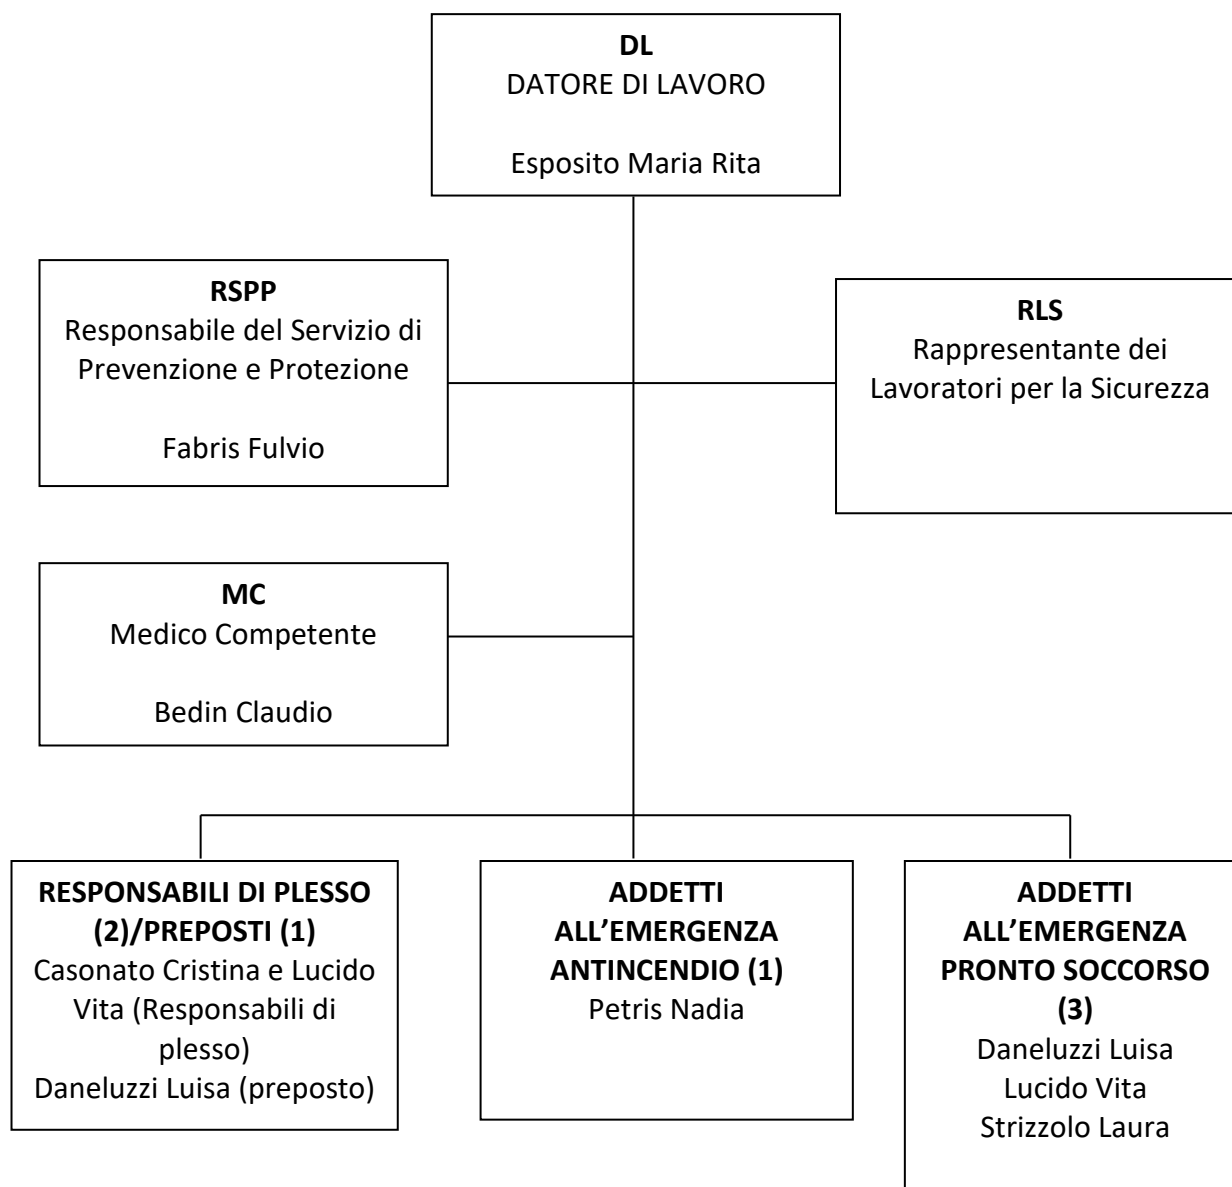 DL
DATORE DI LAVORO
Esposito Maria Rita
RSPP
Responsabile del Servizio di
Prevenzione e Protezione
Fabris Fulvio
RLS
Rappresentante dei
Lavoratori per la Sicurezza
MC
Medico Competente
Bedin Claudio
RESPONSABILI DI PLESSO
(2)/PREPOSTI (1)
Casonato Cristina e Lucido
Vita (Responsabili di
plesso)
Daneluzzi Luisa (preposto)
ADDETTI
ALL’EMERGENZA
ANTINCENDIO (1)
Petris Nadia
ADDETTI
ALL’EMERGENZA
PRONTO SOCCORSO
(3)
Daneluzzi Luisa
Lucido Vita
Strizzolo Laura